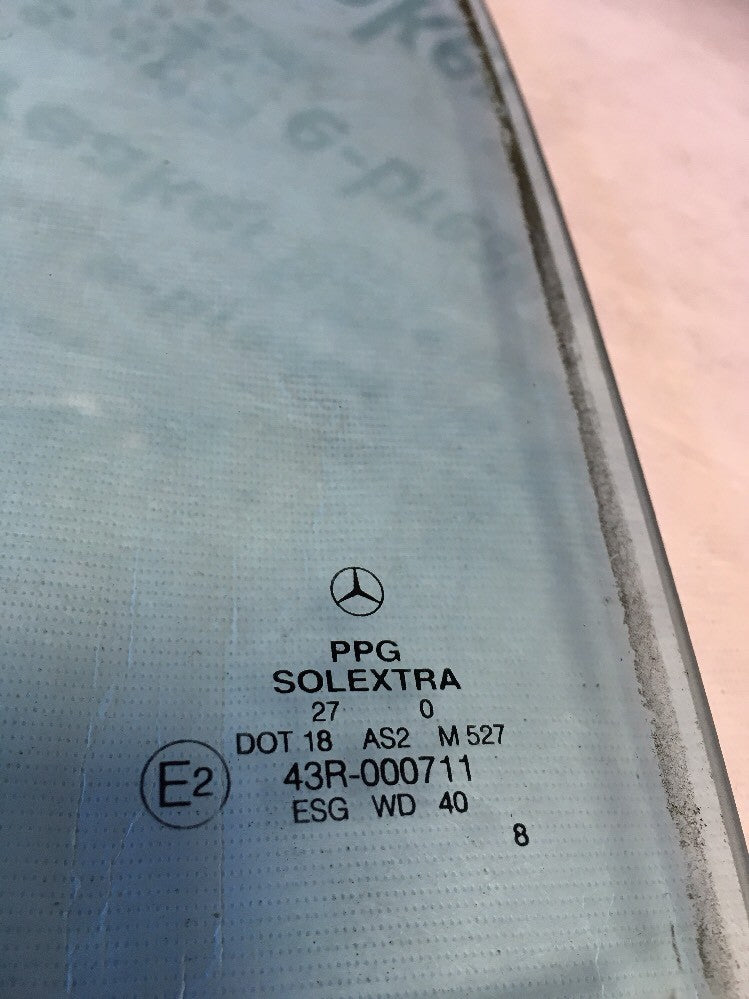 PPG
SOLEXTRA
27 0
DOT 18 AS2 M 527
E2 43R-000711
ESG WD 40
8